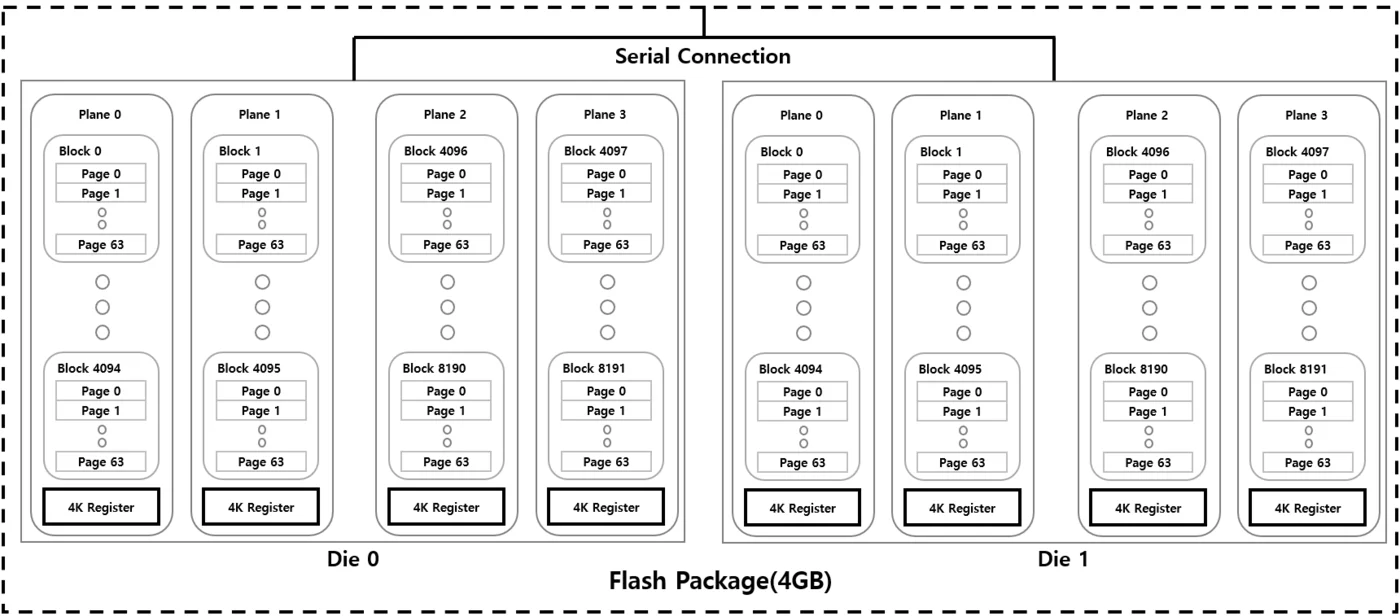 Serial Connection
Plane 0 Plane 1 Plane 2 Plane 3 Plane 0 Plane 1 Plane 2 Plane 3
Block 0 Block 1 Block 4096 Block 4097 Block 0 Block 1 Block 4096 Block 4097
Page 0 Page 0 Page 0 Page 0 Page 0 Page 0 Page 0 Page 0
Page 1 Page 1 Page 1 Page 1 Page 1 Page 1 Page 1 Page 1
Page 63 Page 63 Page 63 Page 63 Page 63 Page 63 Page 63 Page 63
Block 4094 Block 4095 Block 8190 Block 8191 Block 4094 Block 4095 Block 8190 Block 8191
Page 0 Page 0 Page 0 Page 0 Page 0 Page 0 Page 0 Page 0
Page 1 Page 1 Page 1 Page 1 Page 1 Page 1 Page 1 Page 1
Page 63 Page 63 Page 63 Page 63 Page 63 Page 63 Page 63 Page 63
4K Register 4K Register 4K Register 4K Register 4K Register 4K Register 4K Register 4K Register
Die 0 Die 1
Flash Package(4GB)